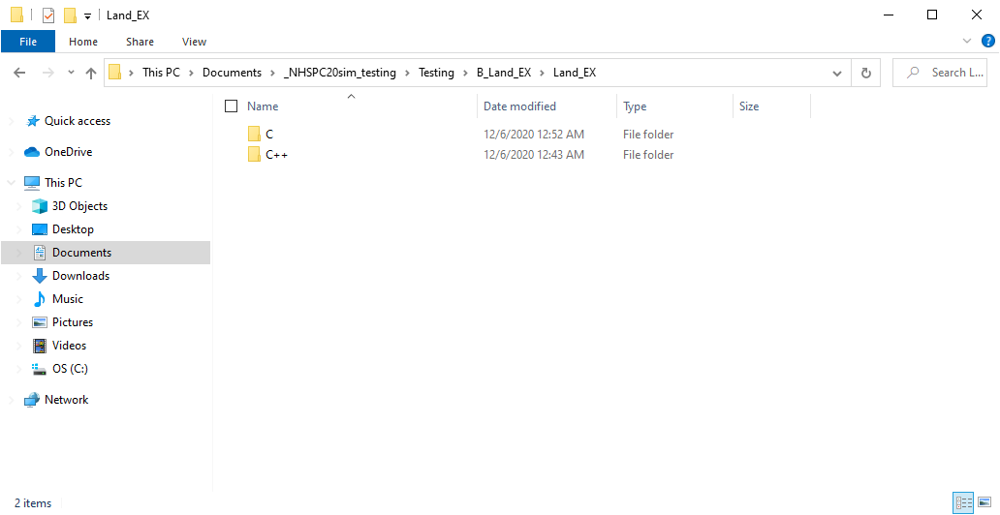 Land_EX
File Home Share View
This PC Documents _NHSPC20sim_testing Testing B_Land_EX Land_EX Search L...
Name Date modified Type Size
C 12/6/2020 12:52 AM File folder
C++ 12/6/2020 12:43 AM File folder
Quick access
OneDrive
This PC
3D Objects
Desktop
Documents
Downloads
Music
Pictures
Videos
OS (C:)
Network
2 items